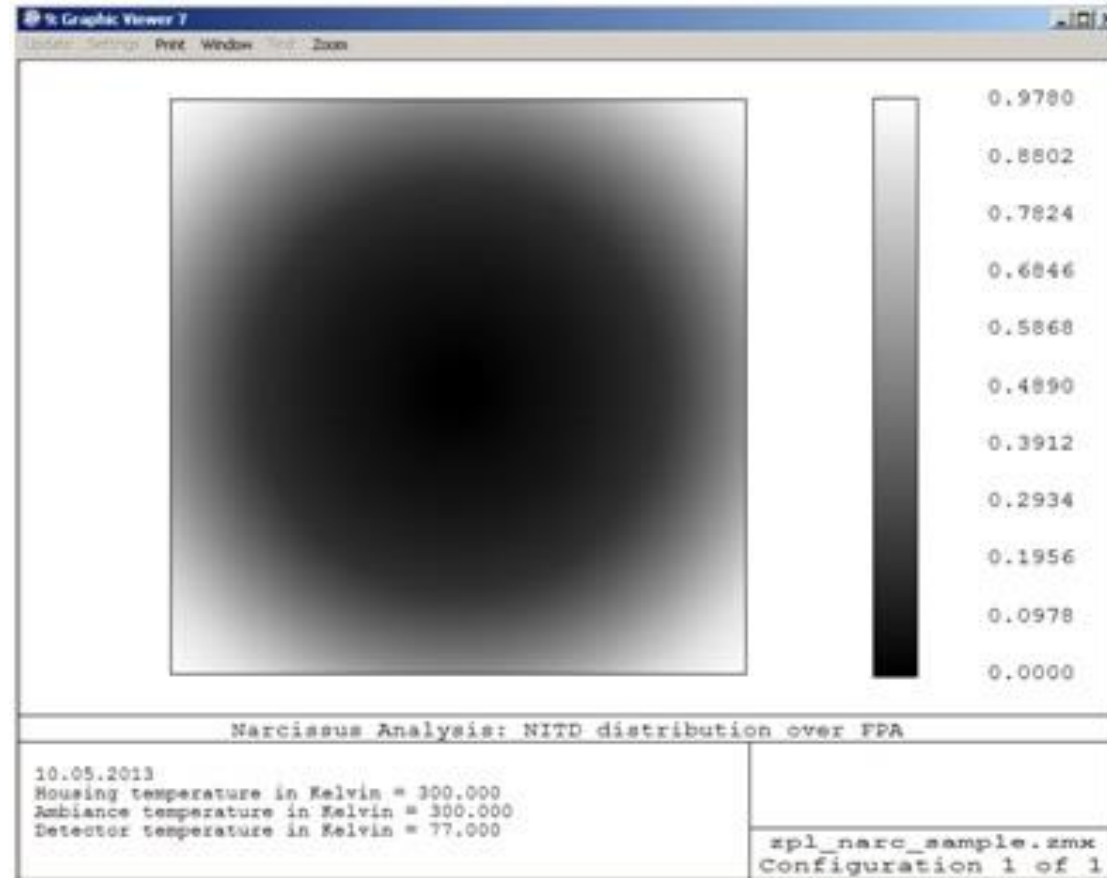 9: Graphic Viewer 7
Update Settings Print Window Text Zoom
0.9780
0.8802
0.7824
0.6846
0.5868
0.4890
0.3912
0.2934
0.1956
0.0978
0.0000
Narcissus Analysis: NITD distribution over FPA
10.05.2013
Housing temperature in Kelvin = 300.000
Ambiance temperature in Kelvin = 300.000
Detector temperature in Kelvin = 77.000
zpl_narc_sample.zmx
Configuration 1 of 1